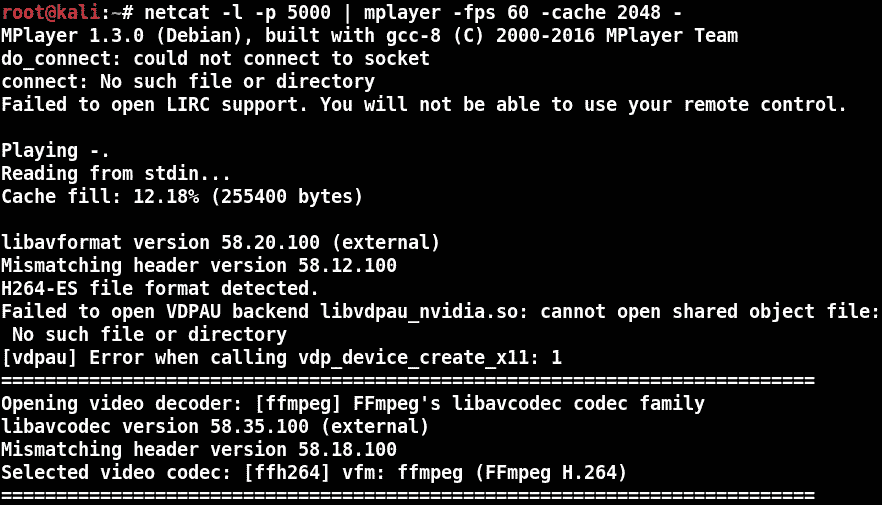 root@kali:~# netcat -l -p 5000 | mplayer -fps 60 -cache 2048 -
MPlayer 1.3.0 (Debian), built with gcc-8 (C) 2000-2016 MPlayer Team
do_connect: could not connect to socket
connect: No such file or directory
Failed to open LIRC support. You will not be able to use your remote control.

Playing -.
Reading from stdin...
Cache fill: 12.18% (255400 bytes)

libavformat version 58.20.100 (external)
Mismatching header version 58.12.100
H264-ES file format detected.
Failed to open VDPAU backend libvdpau_nvidia.so: cannot open shared object file:
 No such file or directory
[vdpau] Error when calling vdp_device_create_x11: 1
==========================================================================
Opening video decoder: [ffmpeg] FFmpeg's libavcodec codec family
libavcodec version 58.35.100 (external)
Mismatching header version 58.18.100
Selected video codec: [ffh264] vfm: ffmpeg (FFmpeg H.264)
==========================================================================